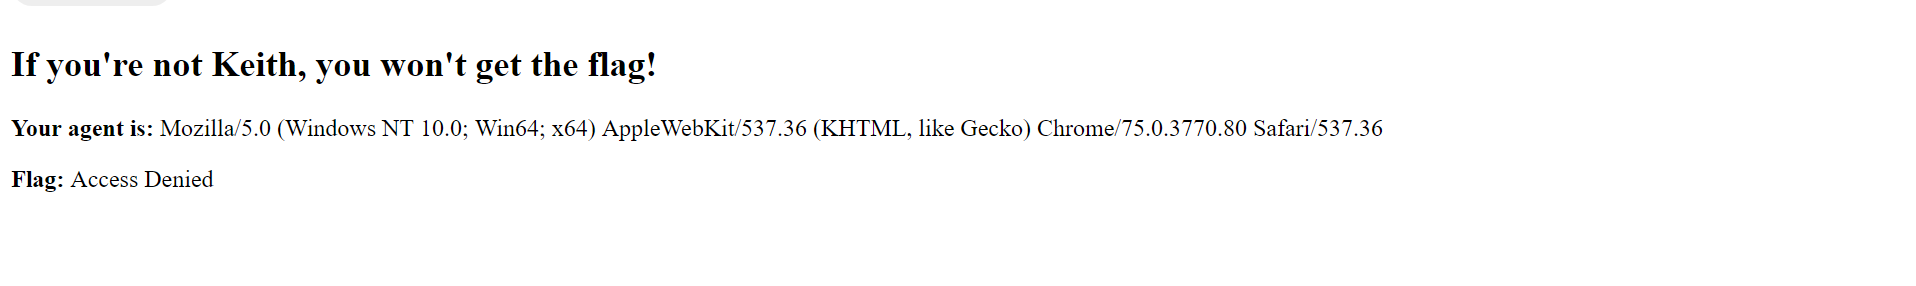 If you're not Keith, you won't get the flag!
Your agent is: Mozilla/5.0 (Windows NT 10.0; Win64; x64) AppleWebKit/537.36 (KHTML, like Gecko) Chrome/75.0.3770.80 Safari/537.36
Flag: Access Denied